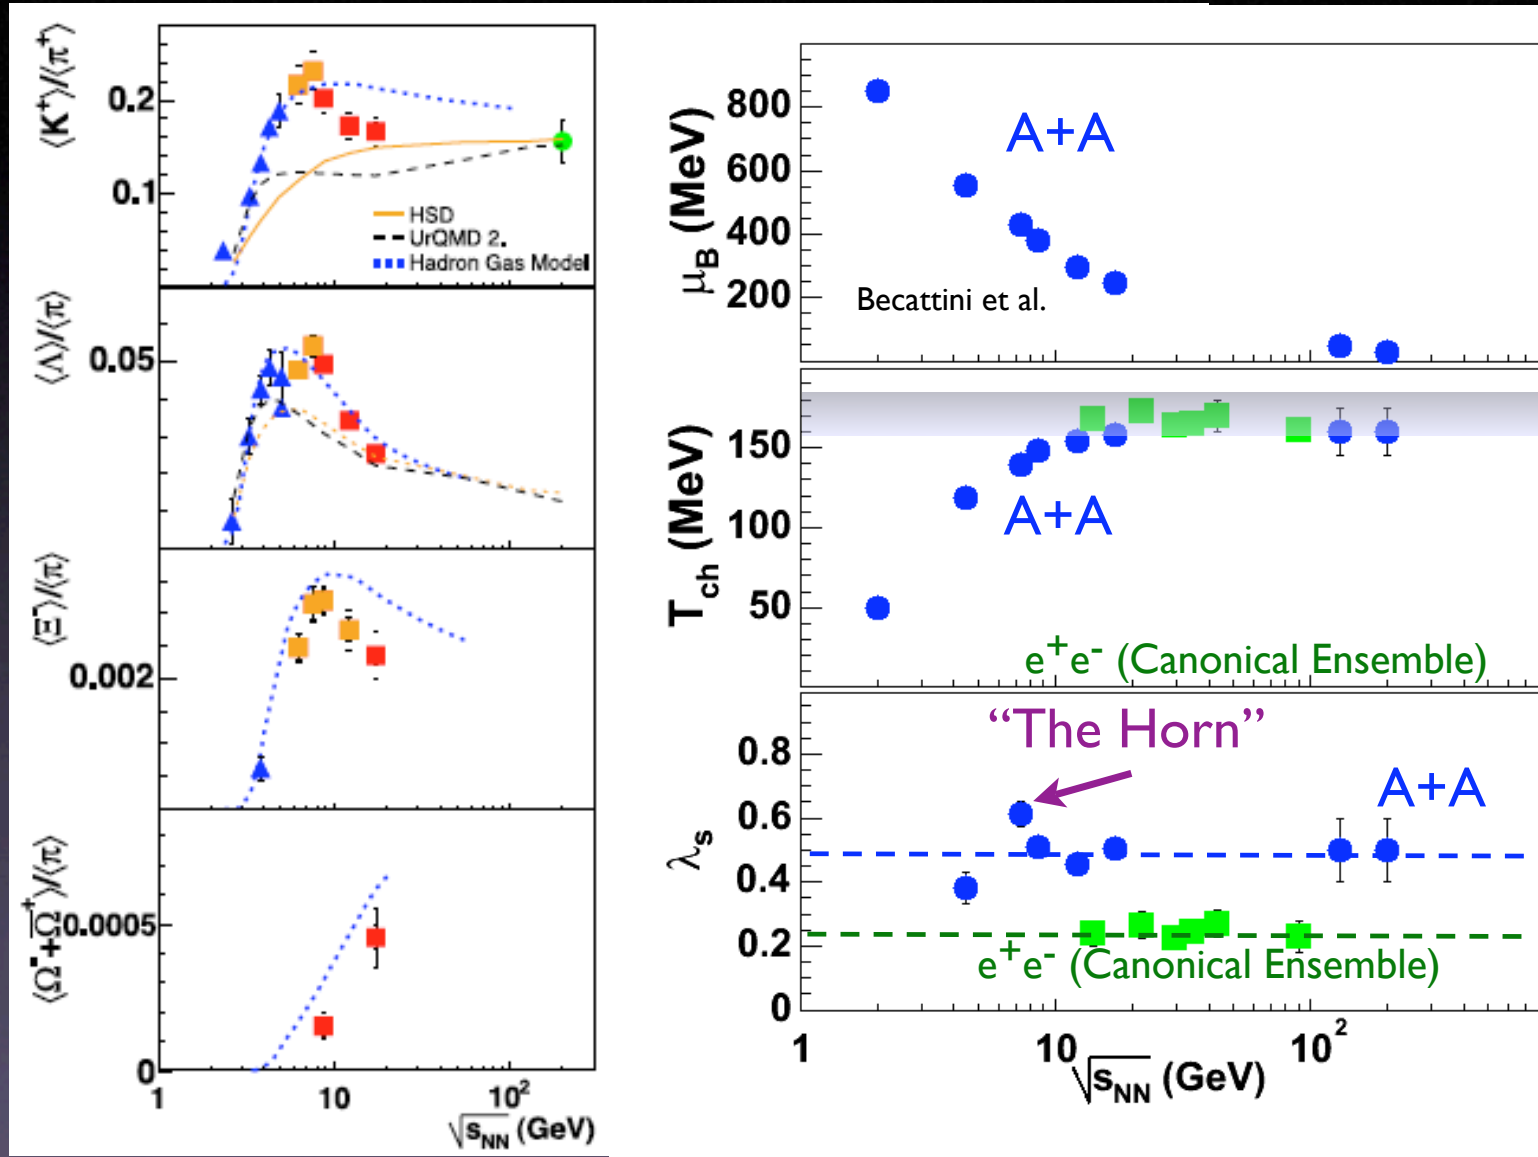 ⟨K⁺⟩/⟨π⁺⟩
0.2
0.1
HSD
UrQMD 2.
Hadron Gas Model
⟨Λ⟩/⟨π⟩
0.05
⟨Ξ⁻⟩/⟨π⟩
0.002
⟨Ω⁻+Ω̅⁺⟩/⟨π⟩
0.0005
0
1 10 10²
√sNN (GeV)
μB (MeV)
800
600
400
200
A+A
Becattini et al.
Tch (MeV)
150
100
50
A+A
e⁺e⁻ (Canonical Ensemble)
λs
0.8
0.6
0.4
0.2
0
“The Horn”
A+A
e⁺e⁻ (Canonical Ensemble)
1 10 10²
√sNN (GeV)